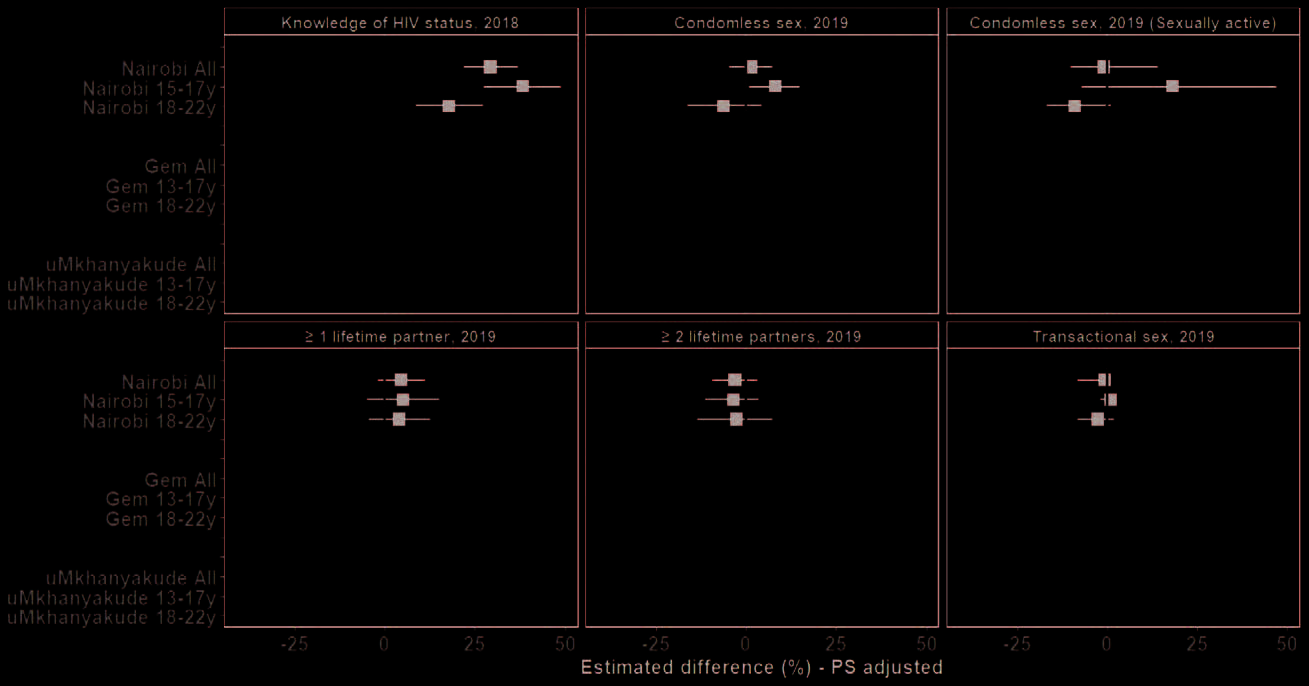 Knowledge of HIV status, 2018
Condomless sex, 2019
Condomless sex, 2019 (Sexually active)
Nairobi All
Nairobi 15-17y
Nairobi 18-22y
Gem All
Gem 13-17y
Gem 18-22y
uMkhanyakude All
uMkhanyakude 13-17y
uMkhanyakude 18-22y
≥ 1 lifetime partner, 2019
≥ 2 lifetime partners, 2019
Transactional sex, 2019
Nairobi All
Nairobi 15-17y
Nairobi 18-22y
Gem All
Gem 13-17y
Gem 18-22y
uMkhanyakude All
uMkhanyakude 13-17y
uMkhanyakude 18-22y
-25 0 25 50 -25 0 25 50 -25 0 25 50
Estimated difference (%) - PS adjusted